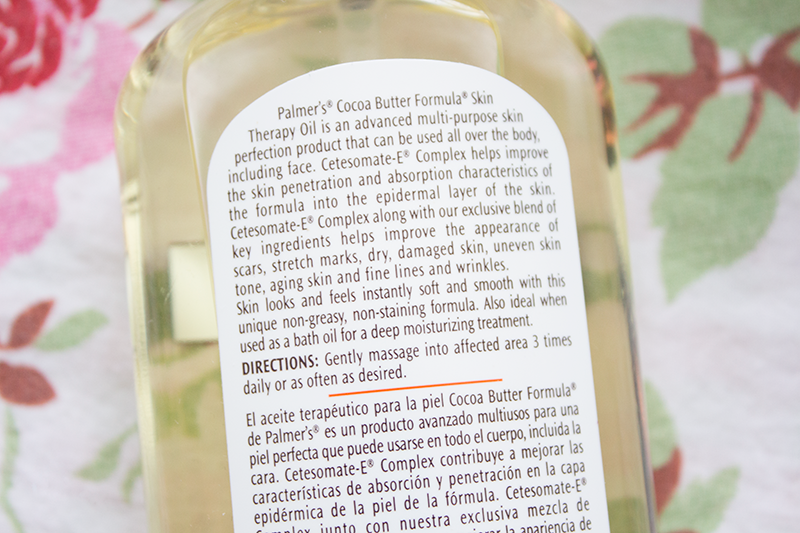 Palmer's® Cocoa Butter Formula® Skin
Therapy Oil is an advanced multi-purpose skin
perfection product that can be used all over the body,
including face. Cetesomate-E® Complex helps improve
the skin penetration and absorption characteristics of
the formula into the epidermal layer of the skin.
Cetesomate-E® Complex along with our exclusive blend of
key ingredients helps improve the appearance of
scars, stretch marks, dry, damaged skin, uneven skin
tone, aging skin and fine lines and wrinkles.
Skin looks and feels instantly soft and smooth with this
unique non-greasy, non-staining formula. Also ideal when
used as a bath oil for a deep moisturizing treatment.
DIRECTIONS: Gently massage into affected area 3 times
daily or as often as desired.
El aceite terapéutico para la piel Cocoa Butter Formula®
de Palmer's® es un producto avanzado multiusos para una
piel perfecta que puede usarse en todo el cuerpo, incluida la
cara. Cetesomate-E® Complex contribuye a mejorar las
características de absorción y penetración en la capa
epidérmica de la piel de la fórmula. Cetesomate-E®
Complex junto con nuestra exclusiva mezcla de
la apariencia de